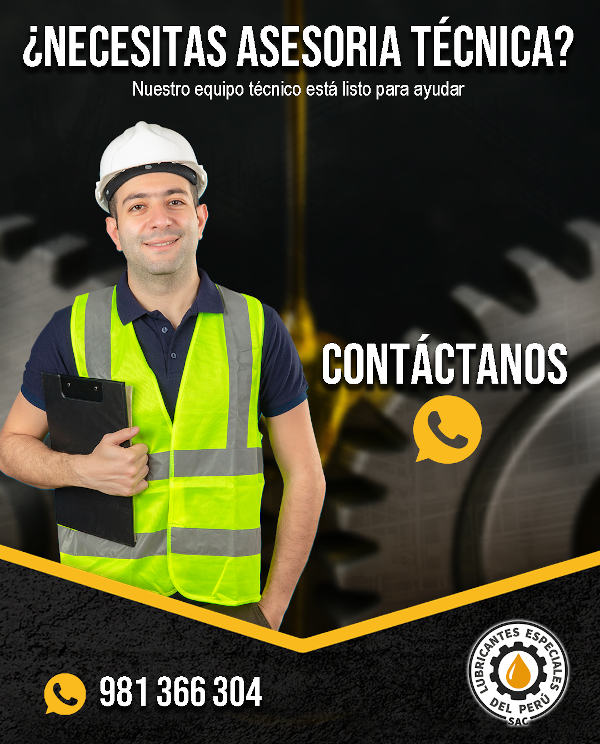 ¿NECESITAS ASESORIA TÉCNICA?
Nuestro equipo técnico está listo para ayudar
CONTÁCTANOS
981 366 304
LUBRICANTES ESPECIALES
DEL PERÚ
SAC